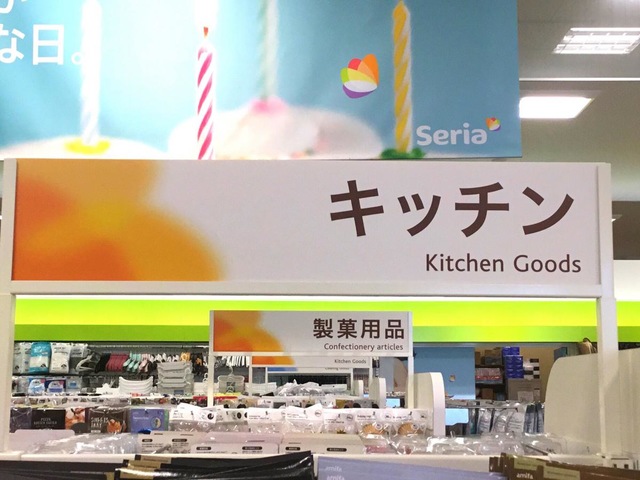 な日。
Seria
キッチン
Kitchen Goods
製菓用品
Confectionery articles
Kitchen Goods